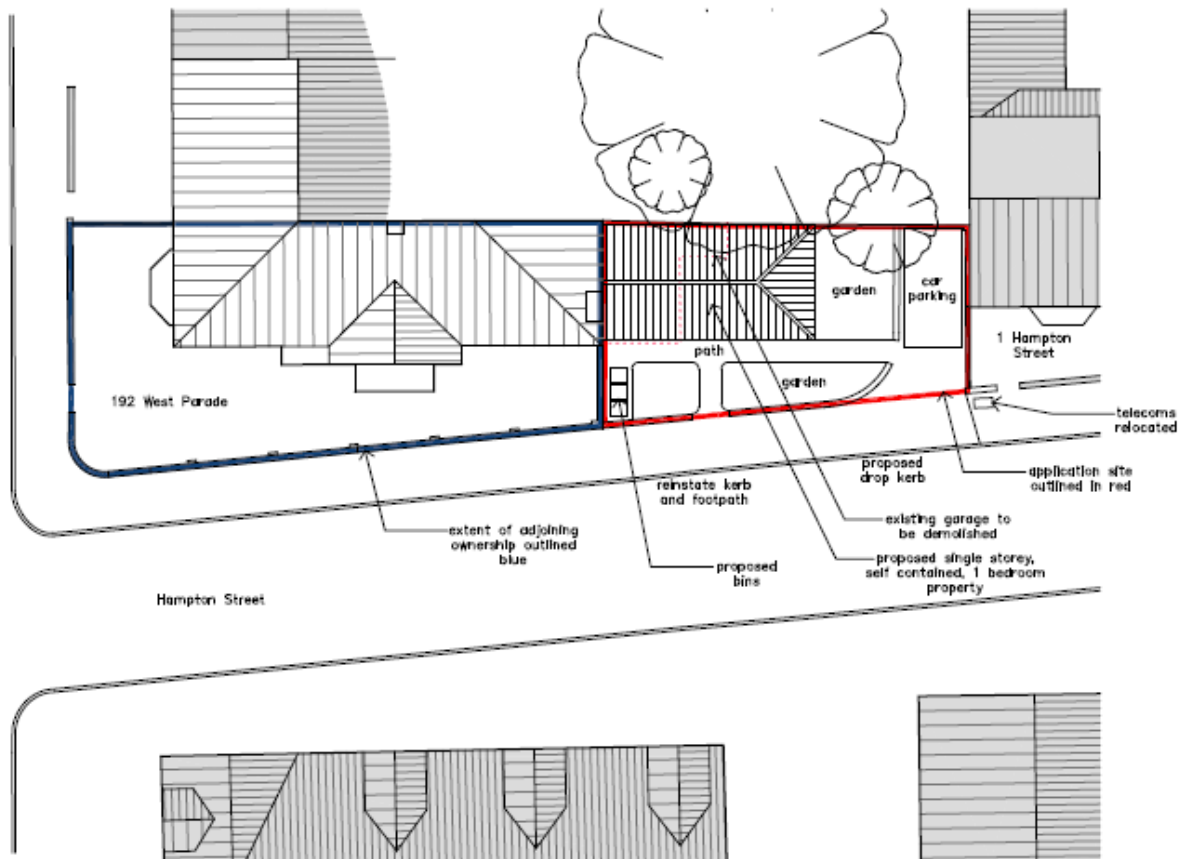 garden
car
parking
path
1 Hampton
Street
garden
192 West Parade
telecoms
relocated
reinstate kerb
and footpath
proposed
drop kerb
application site
outlined in red
extent of adjoining
ownership outlined
blue
existing garage to
be demolished
proposed
bins
proposed single storey,
self contained, 1 bedroom
property
Hampton Street